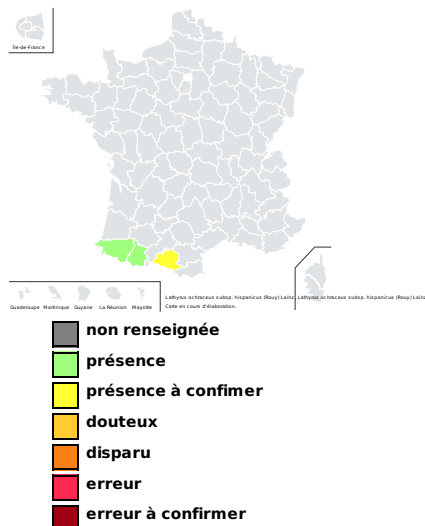 Île-de-France
Guadeloupe Martinique Guyane La Réunion Mayotte
Lathyrus ochraceus subsp. hispanicus (Rouy) Laínz, Lathyrus ochraceus subsp. hispanicus (Rouy) Laínz
Carte en cours d'élaboration.
non renseignée
présence
présence à confimer
douteux
disparu
erreur
erreur à confirmer